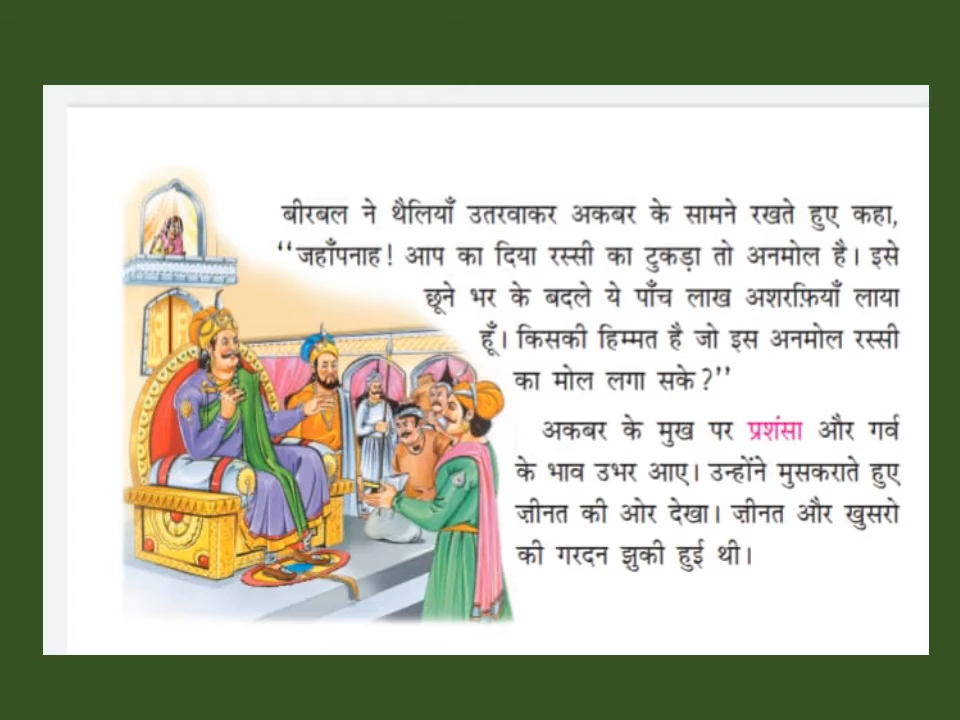 बीरबल ने थैलियाँ उतरवाकर अकबर के सामने रखते हुए कहा,
‘‘जहाँपनाह! आप का दिया रस्सी का टुकड़ा तो अनमोल है। इसे
छूने भर के बदले ये पाँच लाख अशरफ़ियाँ लाया
हूँ। किसकी हिम्मत है जो इस अनमोल रस्सी
का मोल लगा सके?’’
अकबर के मुख पर प्रशंसा और गर्व
के भाव उभर आए। उन्होंने मुसकराते हुए
ज़ीनत की ओर देखा। ज़ीनत और खुसरो
की गरदन झुकी हुई थी।